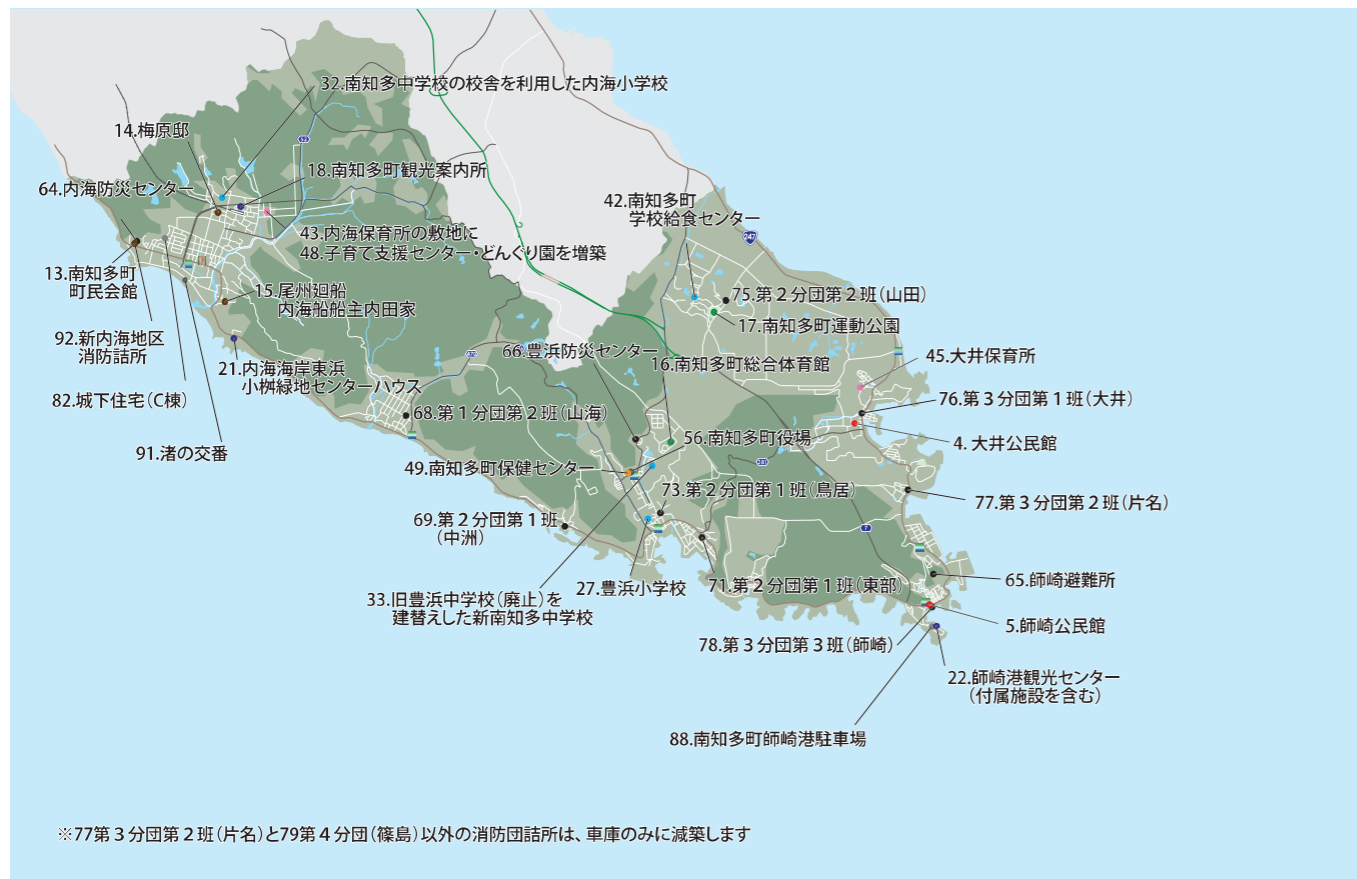 32.南知多中学校の校舎を利用した内海小学校
14.梅原邸
52
18.南知多町観光案内所
64.内海防災センター
42.南知多町
学校給食センター
43.内海保育所の敷地に
48.子育て支援センター・どんぐり園を増築
247
13.南知多町
町民会館
15.尾州廻船
内海船船主内田家
75.第２分団第２班（山田）
17.南知多町運動公園
92.新内海地区
消防詰所
66.豊浜防災センター
16.南知多町総合体育館
45.大井保育所
21.内海海岸東浜
小桝緑地センターハウス
470
82.城下住宅（C棟）
68.第１分団第２班（山海）
76.第３分団第１班（大井）
91.渚の交番
56.南知多町役場
4. 大井公民館
49.南知多町保健センター
281
73.第２分団第１班（鳥居）
77.第３分団第２班（片名）
69.第２分団第１班
（中洲）
7
33.旧豊浜中学校（廃止）を
建替えした新南知多中学校
27.豊浜小学校
71.第２分団第１班（東部）
65.師崎避難所
5.師崎公民館
78.第３分団第３班（師崎）
22.師崎港観光センター
（付属施設を含む）
88.南知多町師崎港駐車場
※77第３分団第２班（片名）と79第４分団（篠島）以外の消防団詰所は、車庫のみに減築します